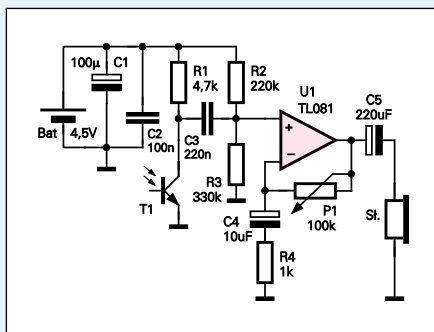 100µ
C1
R1
4,7k
R2
220k
U1
TL081
C5
220uF
+
−
Bat
4,5V
C2
100n
C3
220n
T1
R3
330k
C4
10uF
P1
100k
R4
1k
Sł.